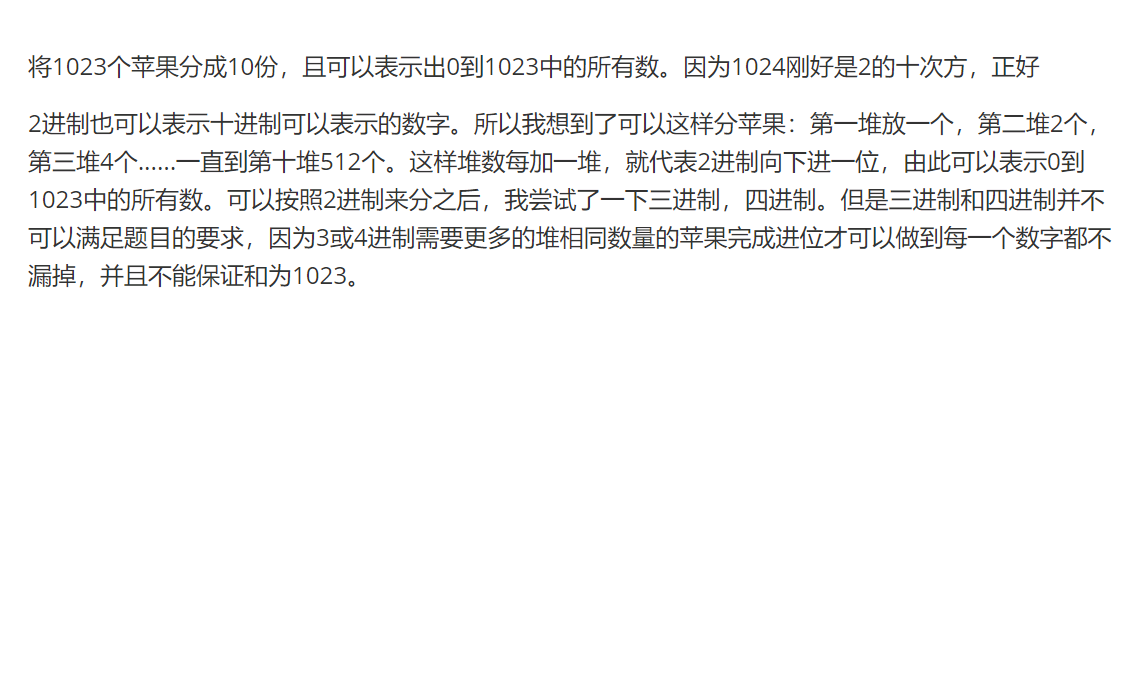 将1023个苹果分成10份，且可以表示出0到1023中的所有数。因为1024刚好是2的十次方，正好
2进制也可以表示十进制可以表示的数字。所以我想到了可以这样分苹果：第一堆放一个，第二堆2个，
第三堆4个......一直到第十堆512个。这样堆数每加一堆，就代表2进制向下进一位，由此可以表示0到
1023中的所有数。可以按照2进制来分之后，我尝试了一下三进制，四进制。但是三进制和四进制并不
可以满足题目的要求，因为3或4进制需要更多的堆相同数量的苹果完成进位才可以做到每一个数字都不
漏掉，并且不能保证和为1023。